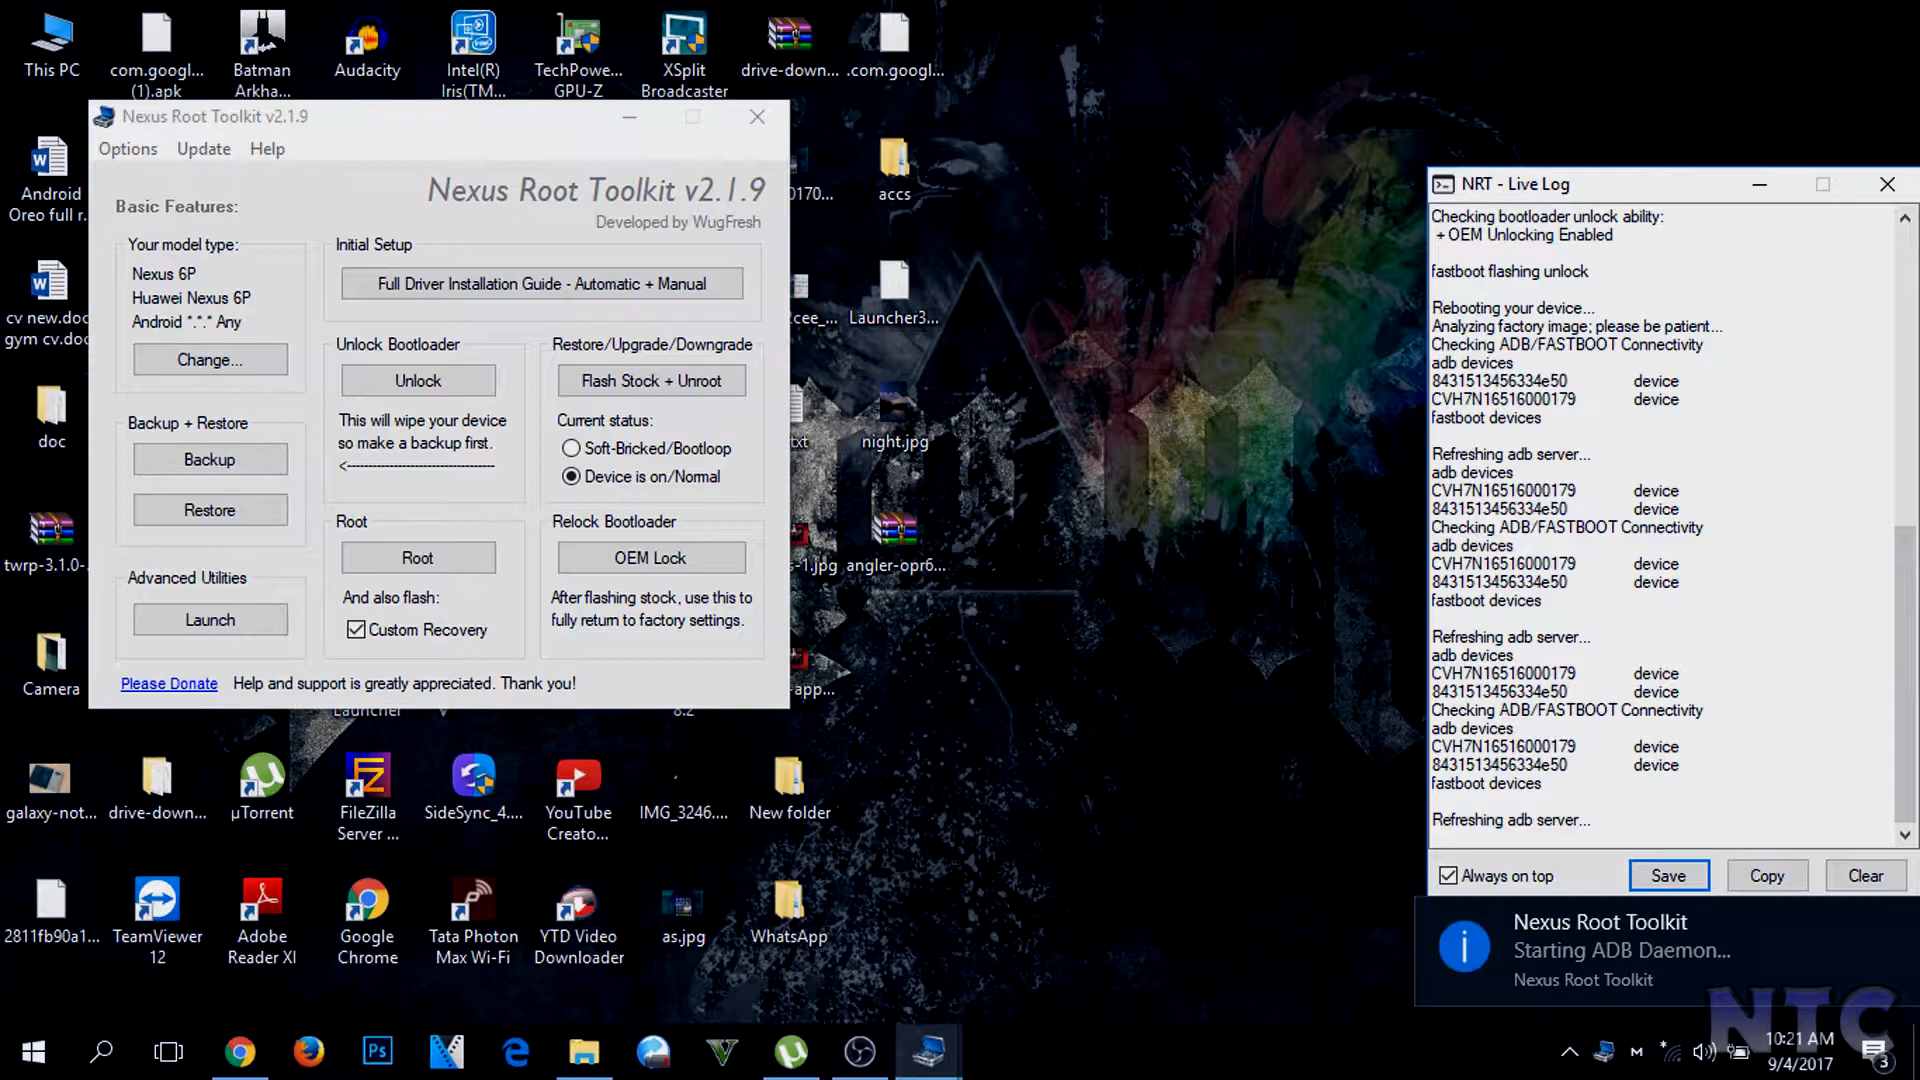 This PC
com.googl...
(1).apk
Batman
Arkha...
Audacity
Intel(R)
Iris(TM...
TechPowe...
GPU-Z
XSplit
Broadcaster
drive-down...
.com.googl...
Nexus Root Toolkit v2.1.9
Options
Update
Help
Nexus Root Toolkit v2.1.9
Developed by WugFresh
Basic Features:
Your model type:
Nexus 6P
Huawei Nexus 6P
Android *.*.* Any
Change...
Initial Setup
Full Driver Installation Guide - Automatic + Manual
Unlock Bootloader
Unlock
This will wipe your device
so make a backup first.
<-----------------------------------
Restore/Upgrade/Downgrade
Flash Stock + Unroot
Current status:
Soft-Bricked/Bootloop
Device is on/Normal
Backup + Restore
Backup
Restore
Root
Root
And also flash:
Custom Recovery
Relock Bootloader
OEM Lock
After flashing stock, use this to
fully return to factory settings.
Advanced Utilities
Launch
Please Donate
Help and support is greatly appreciated. Thank you!
Android
Oreo full r...
cv new.doc
gym cv.doc
doc
twrp-3.1.0-...
Camera
0170...
accs
cee_...
Launcher3...
txt
night.jpg
s-1.jpg
angler-opr6...
app...
Launcher
8.2
galaxy-not...
drive-down...
µTorrent
FileZilla
Server ...
SideSync_4....
YouTube
Creato...
IMG_3246....
New folder
2811fb90a1...
TeamViewer
12
Adobe
Reader XI
Google
Chrome
Tata Photon
Max Wi-Fi
YTD Video
Downloader
as.jpg
WhatsApp
NRT - Live Log
Checking bootloader unlock ability:
+ OEM Unlocking Enabled
fastboot flashing unlock
Rebooting your device...
Analyzing factory image; please be patient...
Checking ADB/FASTBOOT Connectivity
adb devices
8431513456334e50 device
CVH7N16516000179 device
fastboot devices
Refreshing adb server...
adb devices
CVH7N16516000179 device
8431513456334e50 device
Checking ADB/FASTBOOT Connectivity
adb devices
CVH7N16516000179 device
8431513456334e50 device
fastboot devices
Refreshing adb server...
adb devices
CVH7N16516000179 device
8431513456334e50 device
Checking ADB/FASTBOOT Connectivity
adb devices
CVH7N16516000179 device
8431513456334e50 device
fastboot devices
Refreshing adb server...
Always on top
Save
Copy
Clear
Nexus Root Toolkit
Starting ADB Daemon...
Nexus Root Toolkit
NTC
Ps
10:21 AM
9/4/2017
3